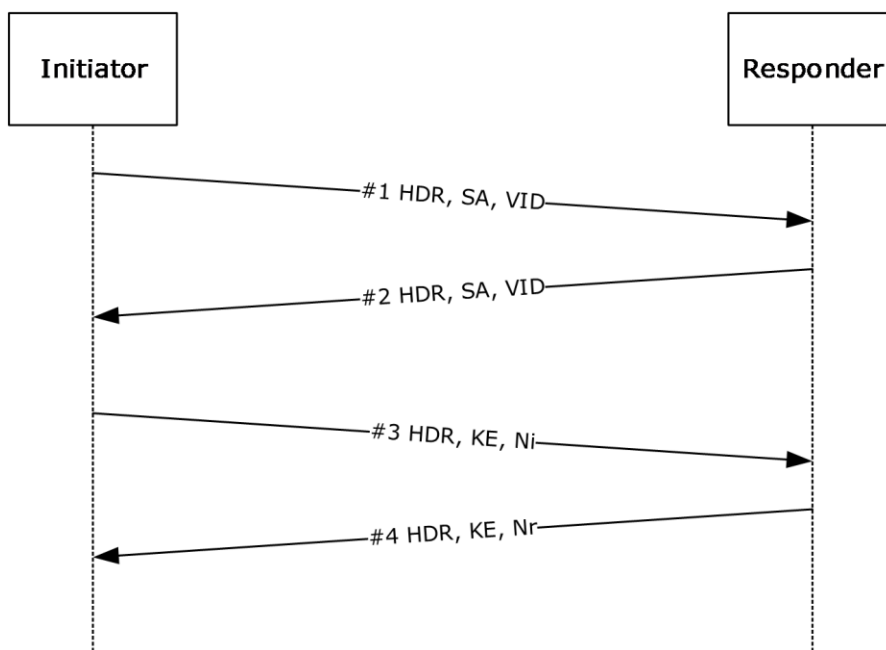 Initiator
Responder
#1 HDR, SA, VID
#2 HDR, SA, VID
#3 HDR, KE, Ni
#4 HDR, KE, Nr